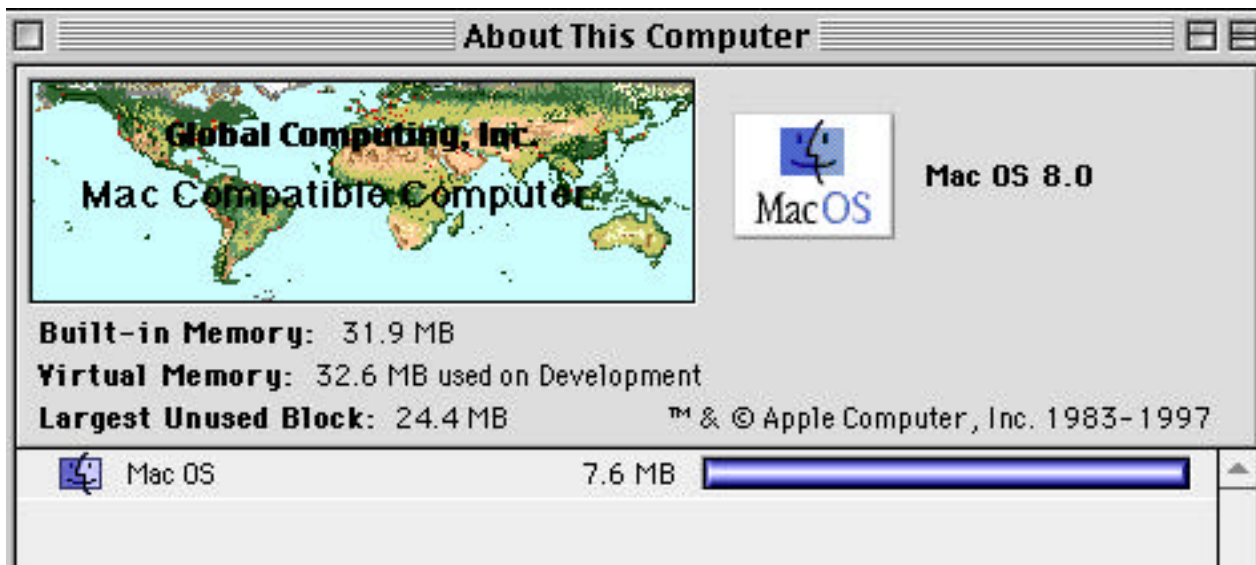 About This Computer
Global Computing, Inc.
Mac Compatible Computer
MacOS
Mac OS 8.0
Built-in Memory: 31.9 MB
Virtual Memory: 32.6 MB used on Development
Largest Unused Block: 24.4 MB ™ & © Apple Computer, Inc. 1983-1997
Mac OS 7.6 MB